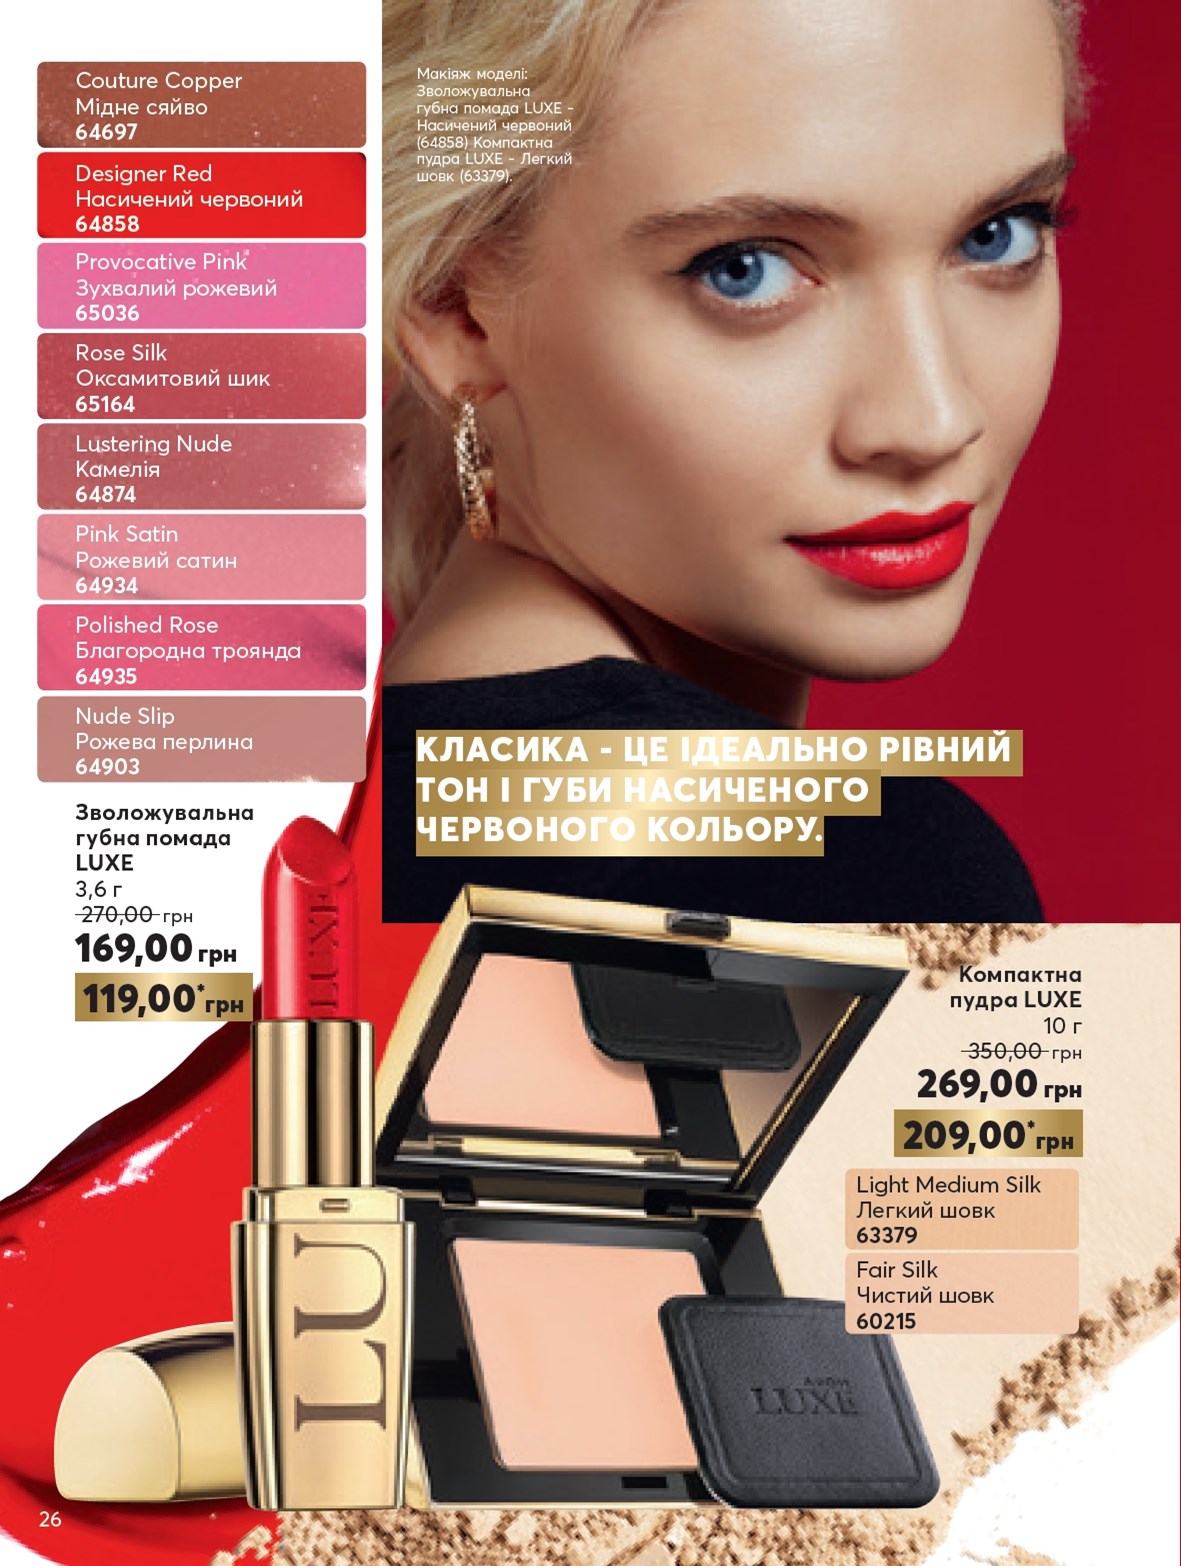 Couture Copper
Мідне сяйво
64697
Designer Red
Насичений червоний
64858
Provocative Pink
Зухвалий рожевий
65036
Rose Silk
Оксамитовий шик
65164
Lustering Nude
Камелія
64874
Pink Satin
Рожевий сатин
64934
Polished Rose
Благородна троянда
64935
Nude Slip
Рожева перлина
64903
Макіяж моделі:
Зволожувальна
губна помада LUXE -
Насичений червоний
(64858) Компактна
пудра LUXE - Легкий
шовк (63379).
КЛАСИКА - ЦЕ ІДЕАЛЬНО РІВНИЙ
ТОН І ГУБИ НАСИЧЕНОГО
ЧЕРВОНОГО КОЛЬОРУ.
Зволожувальна
губна помада
LUXE
3,6 г
270,00 грн
169,00 грн
119,00* грн
LUXE
LU
Компактна
пудра LUXE
10 г
350,00 грн
269,00 грн
209,00* грн
Light Medium Silk
Легкий шовк
63379
Fair Silk
Чистий шовк
60215
AVON
LUXE
26